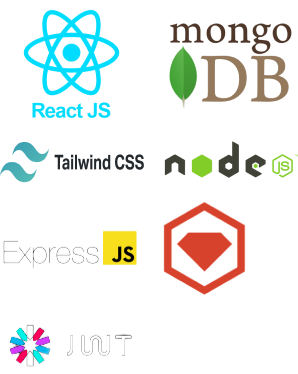 React JS
mongo
DB
Tailwind CSS
node
JS
Express JS
JWT